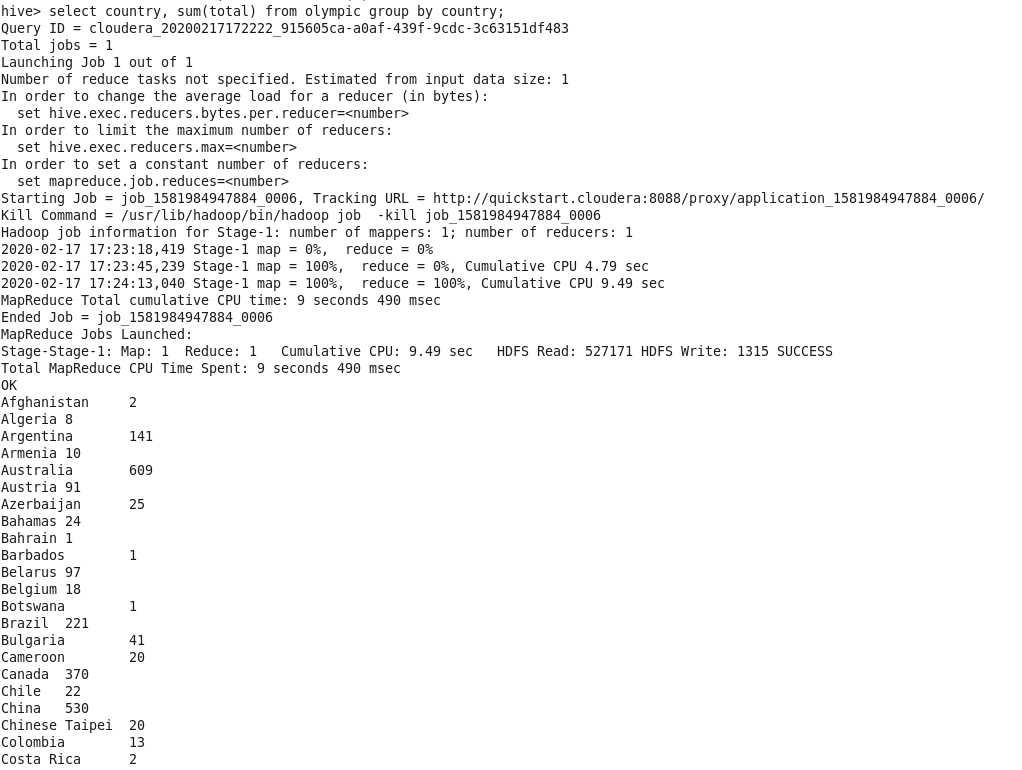 hive> select country, sum(total) from olympic group by country;
Query ID = cloudera_20200217172222_915605ca-a0af-439f-9cdc-3c63151df483
Total jobs = 1
Launching Job 1 out of 1
Number of reduce tasks not specified. Estimated from input data size: 1
In order to change the average load for a reducer (in bytes):
  set hive.exec.reducers.bytes.per.reducer=<number>
In order to limit the maximum number of reducers:
  set hive.exec.reducers.max=<number>
In order to set a constant number of reducers:
  set mapreduce.job.reduces=<number>
Starting Job = job_1581984947884_0006, Tracking URL = http://quickstart.cloudera:8088/proxy/application_1581984947884_0006/
Kill Command = /usr/lib/hadoop/bin/hadoop job  -kill job_1581984947884_0006
Hadoop job information for Stage-1: number of mappers: 1; number of reducers: 1
2020-02-17 17:23:18,419 Stage-1 map = 0%,  reduce = 0%
2020-02-17 17:23:45,239 Stage-1 map = 100%,  reduce = 0%, Cumulative CPU 4.79 sec
2020-02-17 17:24:13,040 Stage-1 map = 100%,  reduce = 100%, Cumulative CPU 9.49 sec
MapReduce Total cumulative CPU time: 9 seconds 490 msec
Ended Job = job_1581984947884_0006
MapReduce Jobs Launched:
Stage-Stage-1: Map: 1  Reduce: 1   Cumulative CPU: 9.49 sec   HDFS Read: 527171 HDFS Write: 1315 SUCCESS
Total MapReduce CPU Time Spent: 9 seconds 490 msec
OK
Afghanistan     2
Algeria 8
Argentina       141
Armenia 10
Australia       609
Austria 91
Azerbaijan      25
Bahamas 24
Bahrain 1
Barbados        1
Belarus 97
Belgium 18
Botswana        1
Brazil  221
Bulgaria        41
Cameroon        20
Canada  370
Chile   22
China   530
Chinese Taipei  20
Colombia        13
Costa Rica      2